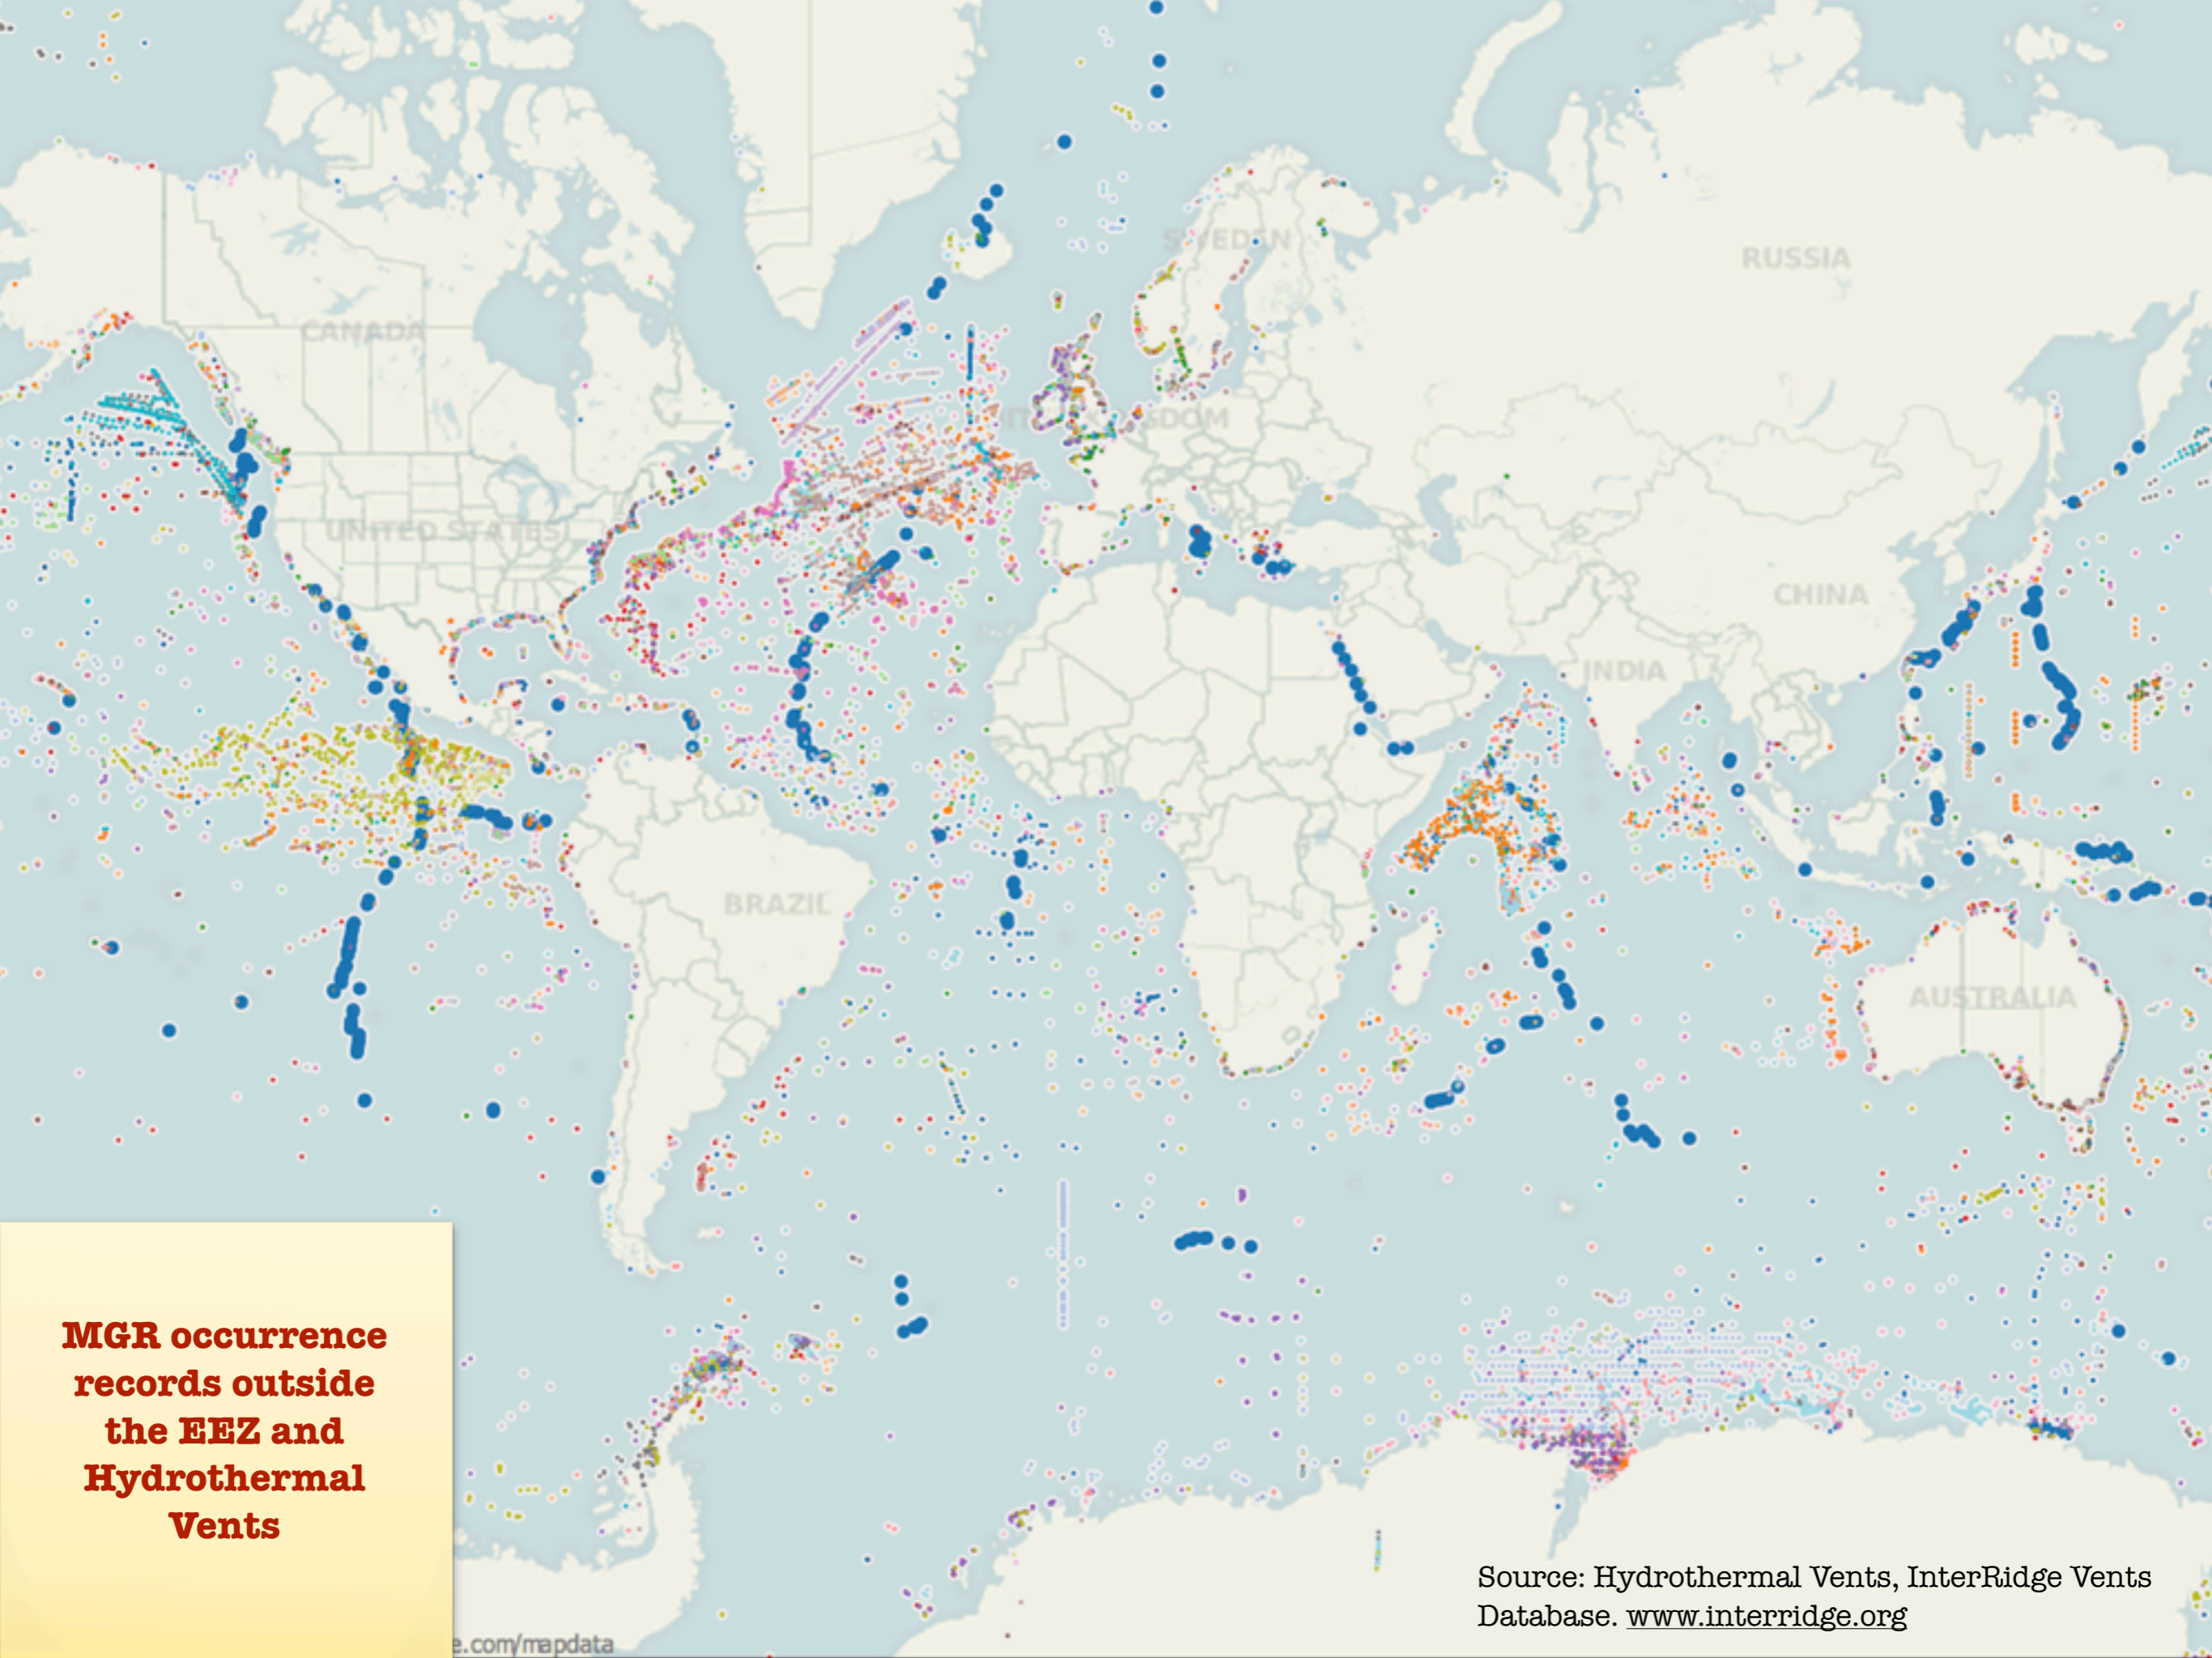 SWEDEN
RUSSIA
CANADA
UNITED STATES
CHINA
INDIA
BRAZIL
AUSTRALIA
MGR occurrence
records outside
the EEZ and
Hydrothermal
Vents
Source: Hydrothermal Vents, InterRidge Vents
Database. www.interridge.org
e.com/mapdata